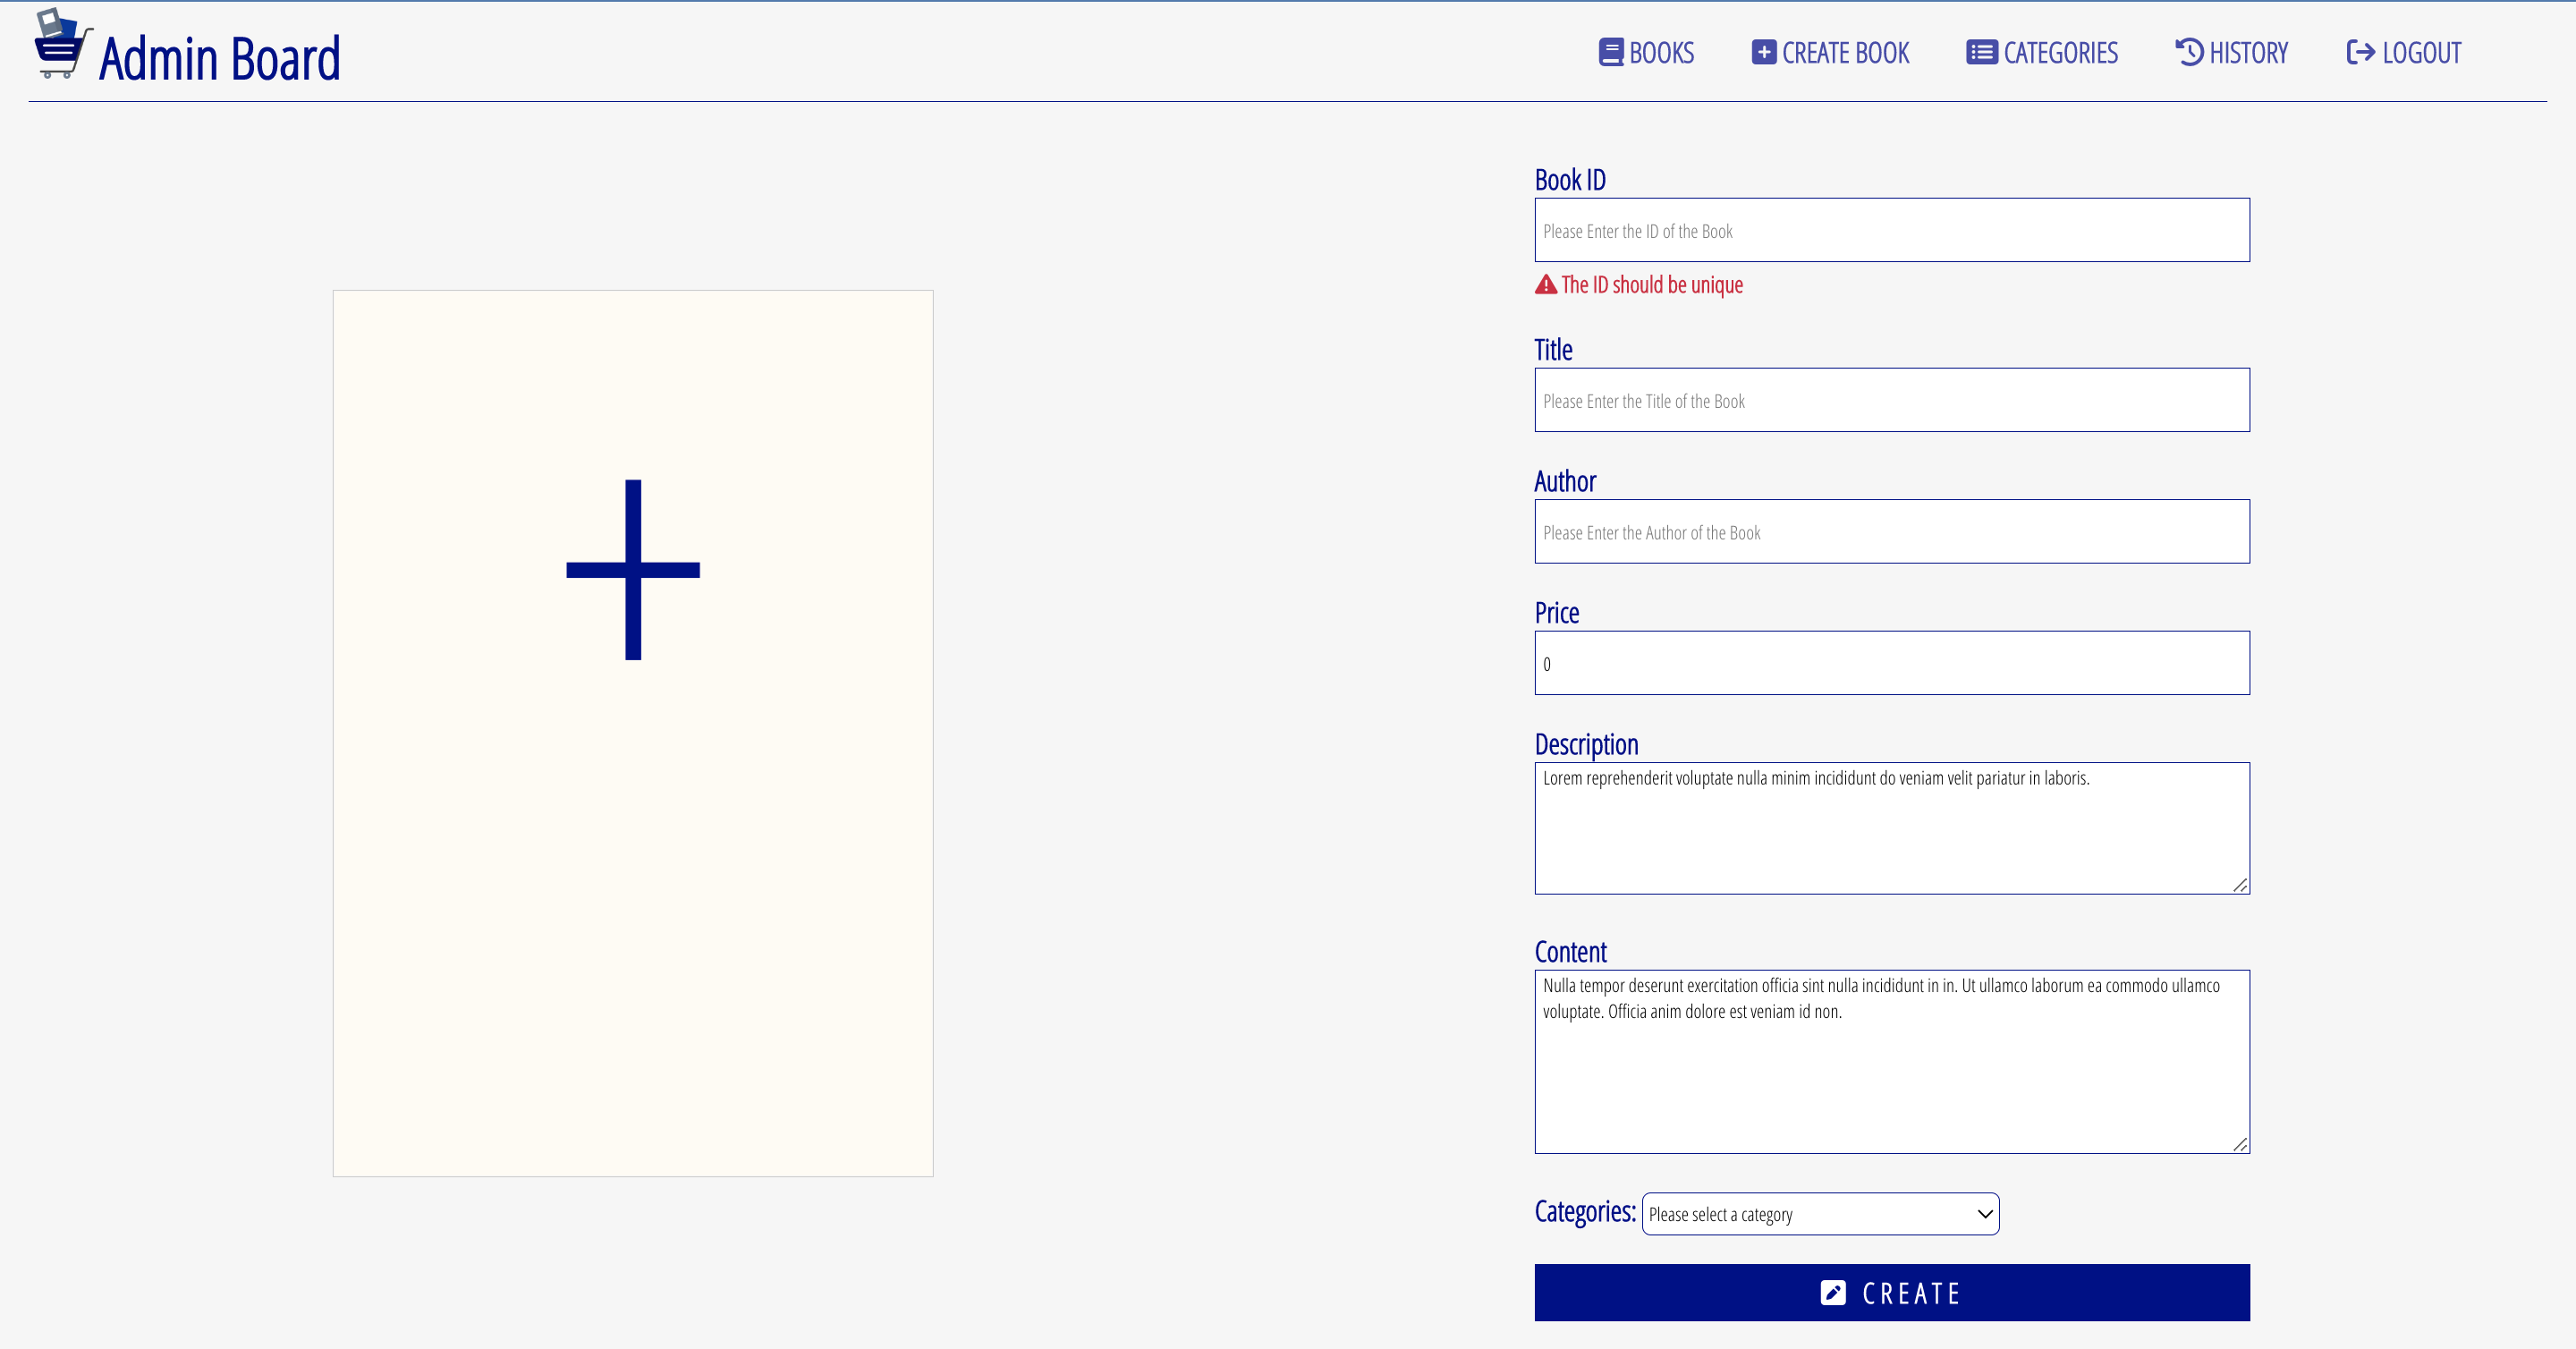 Admin Board
BOOKS
CREATE BOOK
CATEGORIES
HISTORY
LOGOUT
Book ID
Please Enter the ID of the Book
The ID should be unique
Title
Please Enter the Title of the Book
Author
Please Enter the Author of the Book
Price
0
Description
Lorem reprehenderit voluptate nulla minim incididunt do veniam velit pariatur in laboris.
Content
Nulla tempor deserunt exercitation officia sint nulla incididunt in in. Ut ullamco laborum ea commodo ullamco
voluptate. Officia anim dolore est veniam id non.
Categories: Please select a category
CREATE